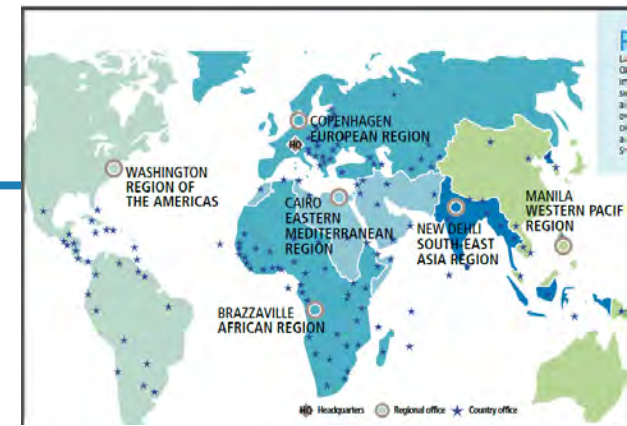 COPENHAGEN
EUROPEAN REGION
HQ
WASHINGTON
REGION OF
THE AMERICAS
CAIRO
EASTERN
MEDITERRANEAN
REGION
NEW DEHLI
SOUTH-EAST
ASIA REGION
MANILA
WESTERN PACIF
REGION
BRAZZAVILLE
AFRICAN REGION
HQ Headquarters Regional office Country office